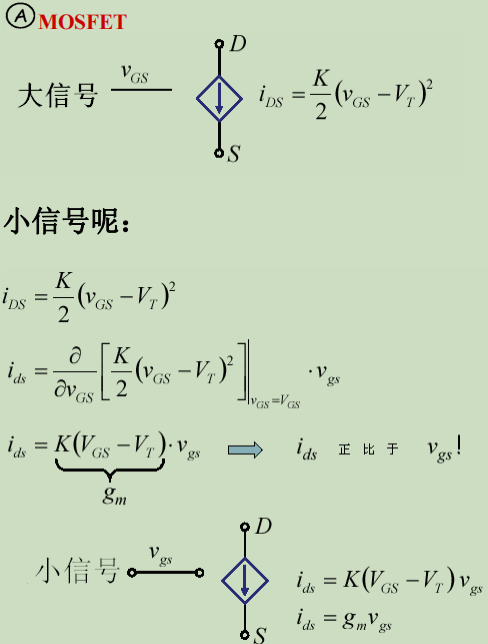 Ⓐ MOSFET
D
大信号 v_GS
i_DS = K/2 (v_GS − V_T)²
S
小信号呢：
i_DS = K/2 (v_GS − V_T)²
i_ds = ∂/∂v_GS [K/2 (v_GS − V_T)²]|v_GS=V_GS · v_gs
i_ds = K(V_GS − V_T) · v_gs ⇒ i_ds 正 比 于 v_gs！
g_m
D
小信号 v_gs
i_ds = K(V_GS − V_T) v_gs
i_ds = g_m v_gs
S